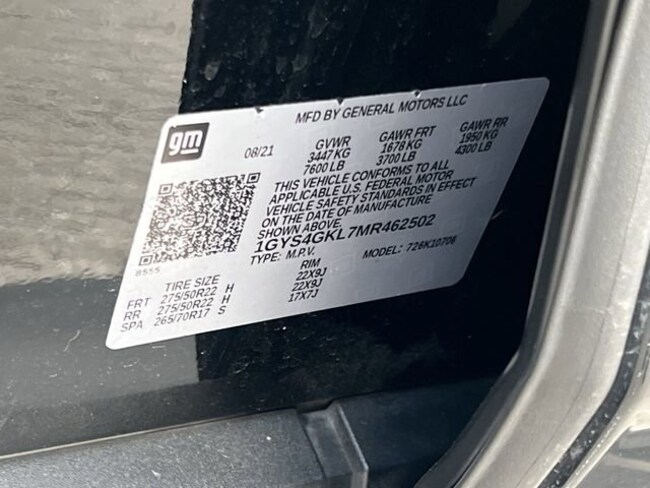 MFD BY GENERAL MOTORS LLC
gm
08/21 GVWR GAWR FRT GAWR RR
3447 KG 1678 KG 1950 KG
7600 LB 3700 LB 4300 LB
THIS VEHICLE CONFORMS TO ALL
APPLICABLE U.S. FEDERAL MOTOR
VEHICLE SAFETY STANDARDS IN EFFECT
ON THE DATE OF MANUFACTURE
SHOWN ABOVE.
1GYS4GKL7MR462502
TYPE: M.P.V. MODEL: 726K10706
8555
TIRE SIZE RIM
FRT 275/50R22 H 22X9J
RR 275/50R22 H 22X9J
SPA 265/70R17 S 17X7J